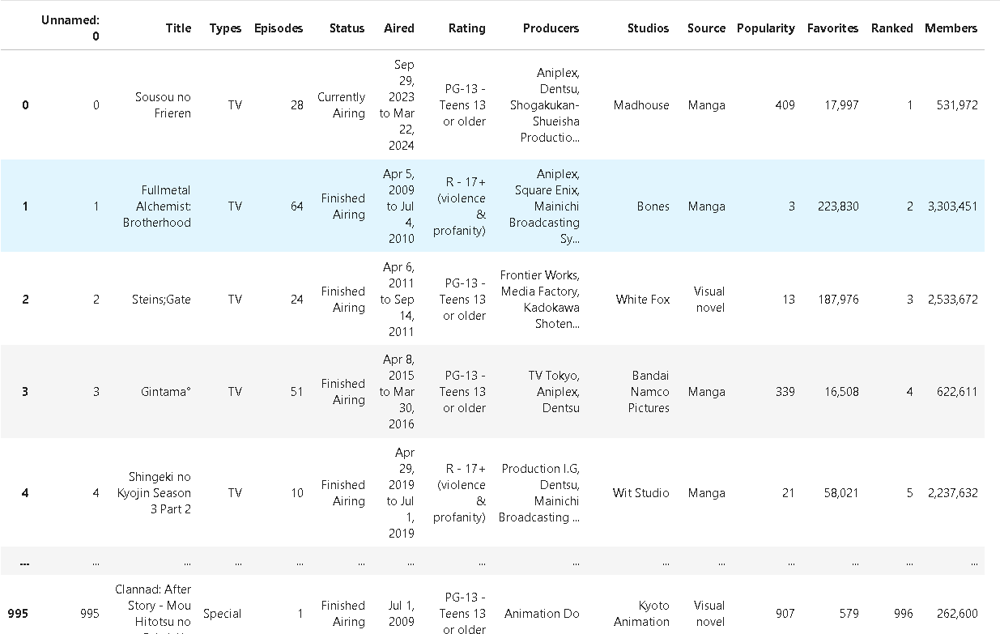 Unnamed: 0 Title Types Episodes Status Aired Rating Producers Studios Source Popularity Favorites Ranked Members
0 0 Sousou no Frieren TV 28 Currently Airing Sep 29, 2023 to Mar 22, 2024 PG-13 - Teens 13 or older Aniplex, Dentsu, Shogakukan-Shueisha Productio... Madhouse Manga 409 17,997 1 531,972
1 1 Fullmetal Alchemist: Brotherhood TV 64 Finished Airing Apr 5, 2009 to Jul 4, 2010 R - 17+ (violence & profanity) Aniplex, Square Enix, Mainichi Broadcasting Sy... Bones Manga 3 223,830 2 3,303,451
2 2 Steins;Gate TV 24 Finished Airing Apr 6, 2011 to Sep 14, 2011 PG-13 - Teens 13 or older Frontier Works, Media Factory, Kadokawa Shoten... White Fox Visual novel 13 187,976 3 2,533,672
3 3 Gintama° TV 51 Finished Airing Apr 8, 2015 to Mar 30, 2016 PG-13 - Teens 13 or older TV Tokyo, Aniplex, Dentsu Bandai Namco Pictures Manga 339 16,508 4 622,611
4 4 Shingeki no Kyojin Season 3 Part 2 TV 10 Finished Airing Apr 29, 2019 to Jul 1, 2019 R - 17+ (violence & profanity) Production I.G, Dentsu, Mainichi Broadcasting ... Wit Studio Manga 21 58,021 5 2,237,632
... ... ... ... ... ... ... ... ... ... ... ... ... ... ...
995 995 Clannad: After Story - Mou Hitotsu no Special 1 Finished Airing Jul 1, 2009 PG-13 - Teens 13 or older Animation Do Kyoto Animation Visual novel 907 579 996 262,600